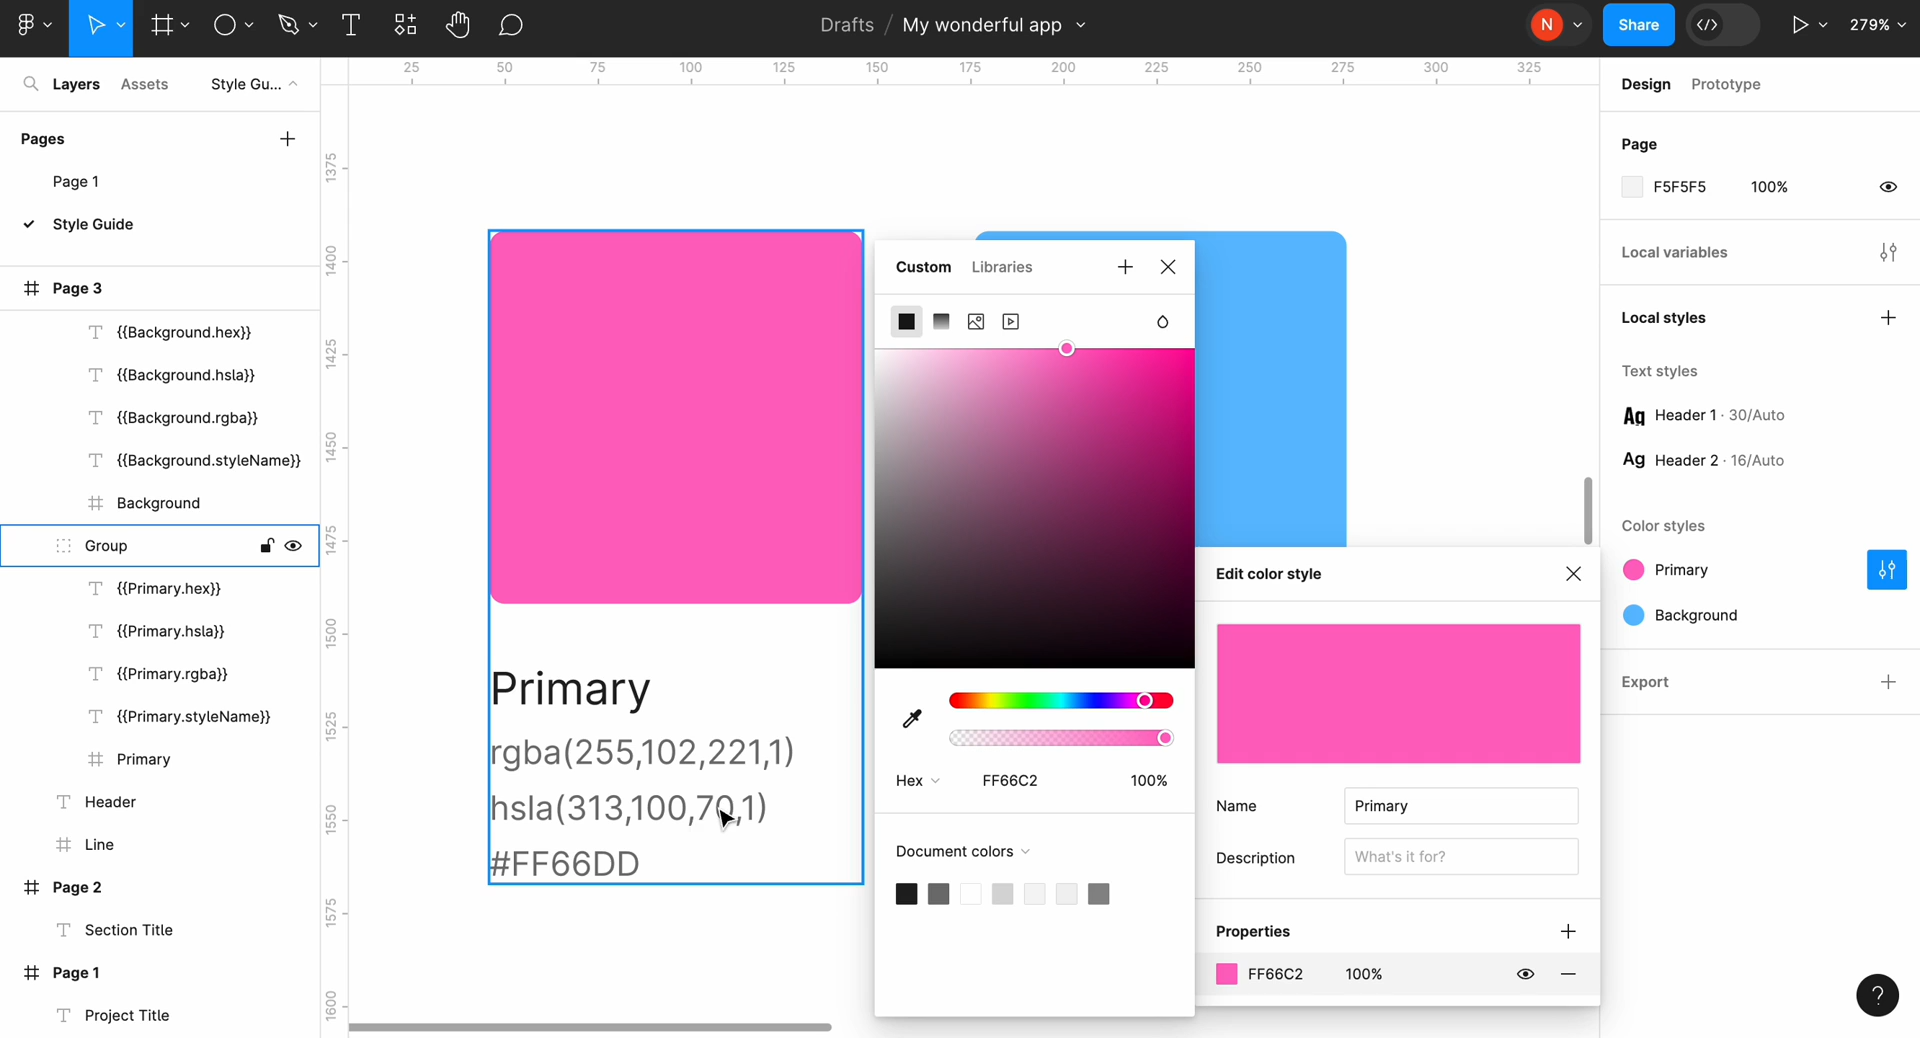 Drafts / My wonderful app
N
Share
279%
Layers
Assets
Style Gu...
Pages
Page 1
Style Guide
Page 3
{{Background.hex}}
{{Background.hsla}}
{{Background.rgba}}
{{Background.styleName}}
Background
Group
{{Primary.hex}}
{{Primary.hsla}}
{{Primary.rgba}}
{{Primary.styleName}}
Primary
Header
Line
Page 2
Section Title
Page 1
Project Title
25 50 75 100 125 150 175 200 225 250 275 300 325
1375
1400
1425
1450
1475
1500
1525
1550
1575
1600
Primary
rgba(255,102,221,1)
hsla(313,100,70,1)
#FF66DD
Custom
Libraries
Hex
FF66C2
100%
Document colors
Edit color style
Name
Primary
Description
What's it for?
Properties
FF66C2
100%
Design
Prototype
Page
F5F5F5
100%
Local variables
Local styles
Text styles
Ag Header 1 · 30/Auto
Ag Header 2 · 16/Auto
Color styles
Primary
Background
Export
?